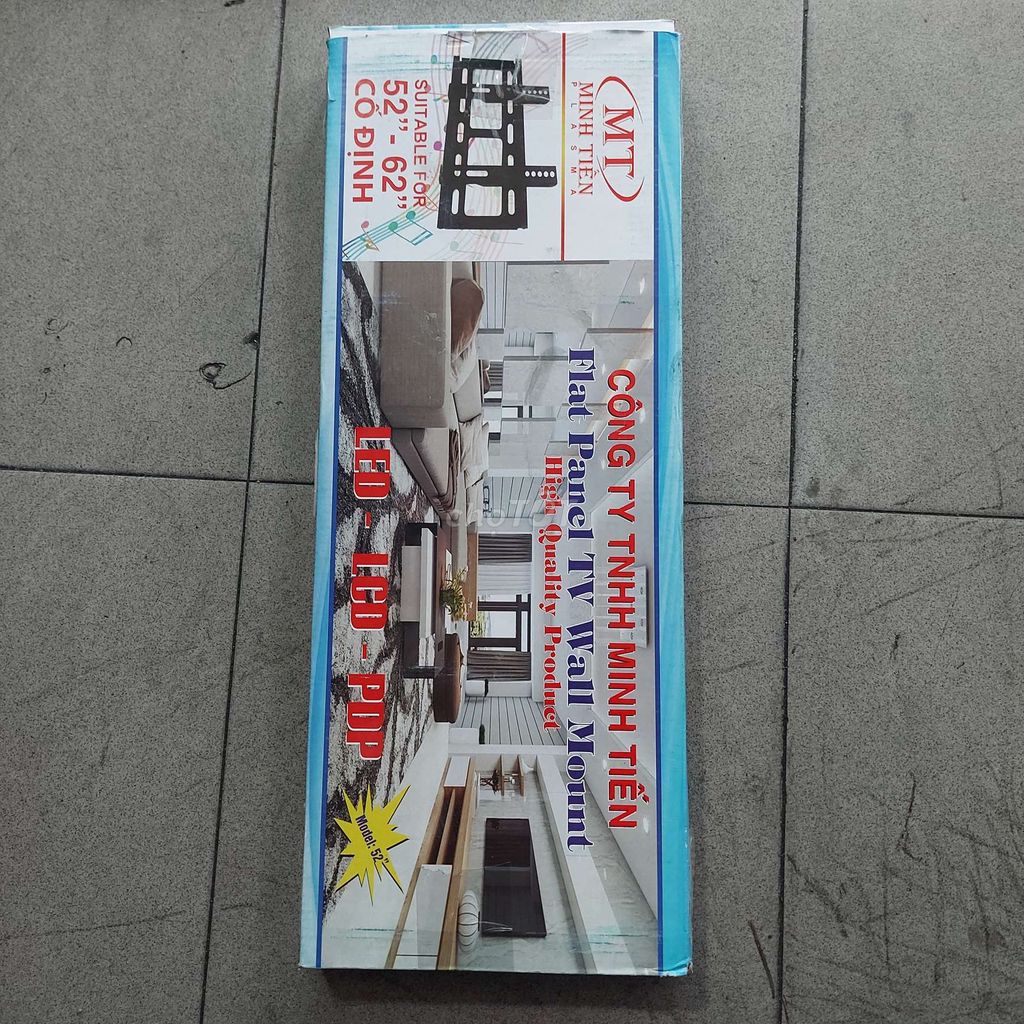 MT
MINH TIẾN
PLASMA
SUITABLE FOR
52" - 62"
CỐ ĐỊNH
CÔNG TY TNHH MINH TIẾN
Flat Panel TV Wall Mount
High Quality Product
LED - LCD - PDP
Model: 52"